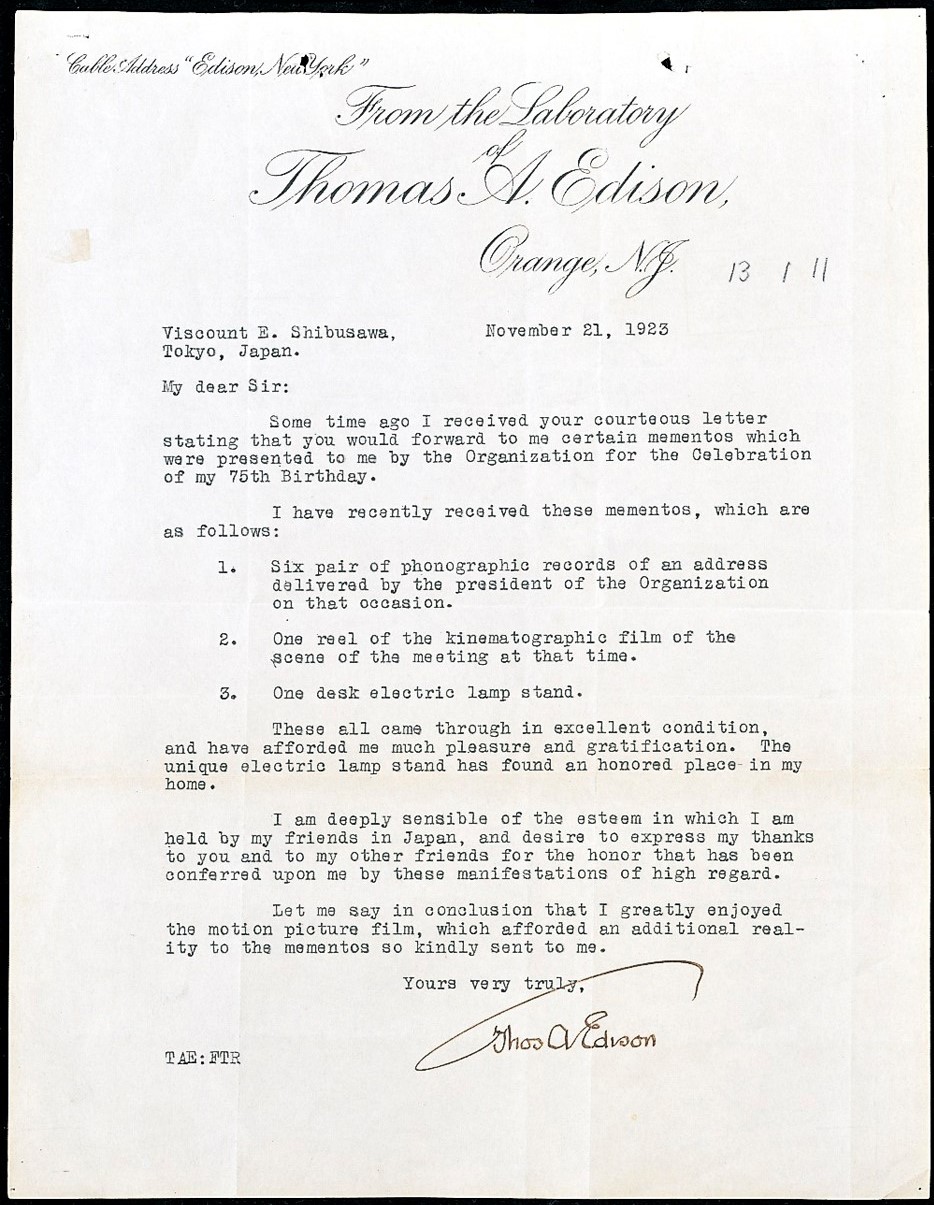 Cable Address "Edison, New York"
From the Laboratory
of
Thomas A. Edison,
Orange, N.J.
13 1 11
Viscount E. Shibusawa, November 21, 1923
Tokyo, Japan.
My dear Sir:
Some time ago I received your courteous letter
stating that you would forward to me certain mementos which
were presented to me by the Organization for the Celebration
of my 75th Birthday.
I have recently received these mementos, which are
as follows:
1. Six pair of phonographic records of an address
delivered by the president of the Organization
on that occasion.
2. One reel of the kinematographic film of the
scene of the meeting at that time.
3. One desk electric lamp stand.
These all came through in excellent condition,
and have afforded me much pleasure and gratification. The
unique electric lamp stand has found an honored place in my
home.
I am deeply sensible of the esteem in which I am
held by my friends in Japan, and desire to express my thanks
to you and to my other friends for the honor that has been
conferred upon me by these manifestations of high regard.
Let me say in conclusion that I greatly enjoyed
the motion picture film, which afforded an additional real-
ity to the mementos so kindly sent to me.
Yours very truly,
Thos A Edison
TAE:FTR